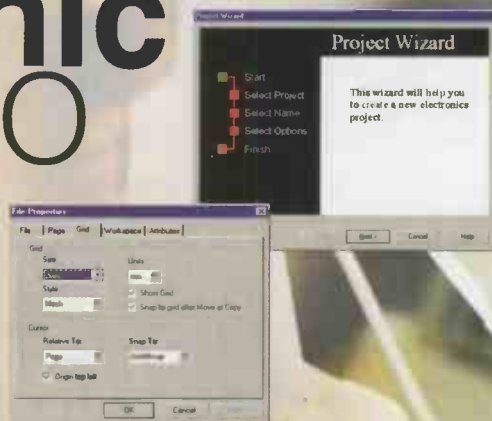 nic
O
Project Wizard
Project Wizard
Start
Select Project
Select Name
Select Options
Finish
This wizard will help you
to create a new electronics
project.
Next >
Cancel
Help
File Properties
File
Page
Grid
Workspace
Attributes
Grid
Size
Units
mm
Style
Mesh
Show Grid
Snap to grid after Move or Copy
Cursor
Relative To:
Snap To:
Page
Origin top left
OK
Cancel